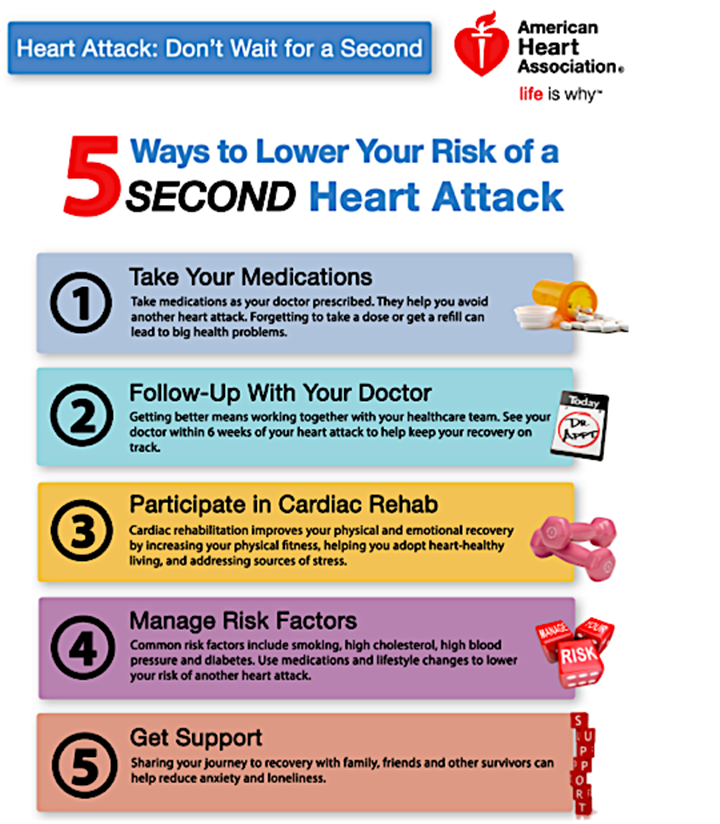 Heart Attack: Don't Wait for a Second
American
Heart
Association®
life is why™
5 Ways to Lower Your Risk of a
SECOND Heart Attack
1
Take Your Medications
Take medications as your doctor prescribed. They help you avoid
another heart attack. Forgetting to take a dose or get a refill can
lead to big health problems.
2
Follow-Up With Your Doctor
Getting better means working together with your healthcare team. See your
doctor within 6 weeks of your heart attack to help keep your recovery on
track.
Today
DR.
APPT
3
Participate in Cardiac Rehab
Cardiac rehabilitation improves your physical and emotional recovery
by increasing your physical fitness, helping you adopt heart-healthy
living, and addressing sources of stress.
4
Manage Risk Factors
Common risk factors include smoking, high cholesterol, high blood
pressure and diabetes. Use medications and lifestyle changes to lower
your risk of another heart attack.
MANAGE
YOUR
RISK
5
Get Support
Sharing your journey to recovery with family, friends and other survivors can
help reduce anxiety and loneliness.
SUPPORT